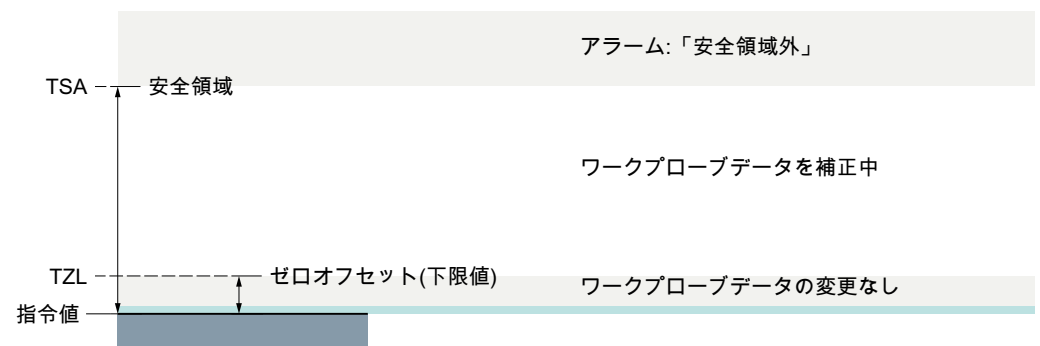 アラーム:「安全領域外」
TSA
安全領域
ワークプローブデータを補正中
TZL
ゼロオフセット(下限値)
ワークプローブデータの変更なし
指令値